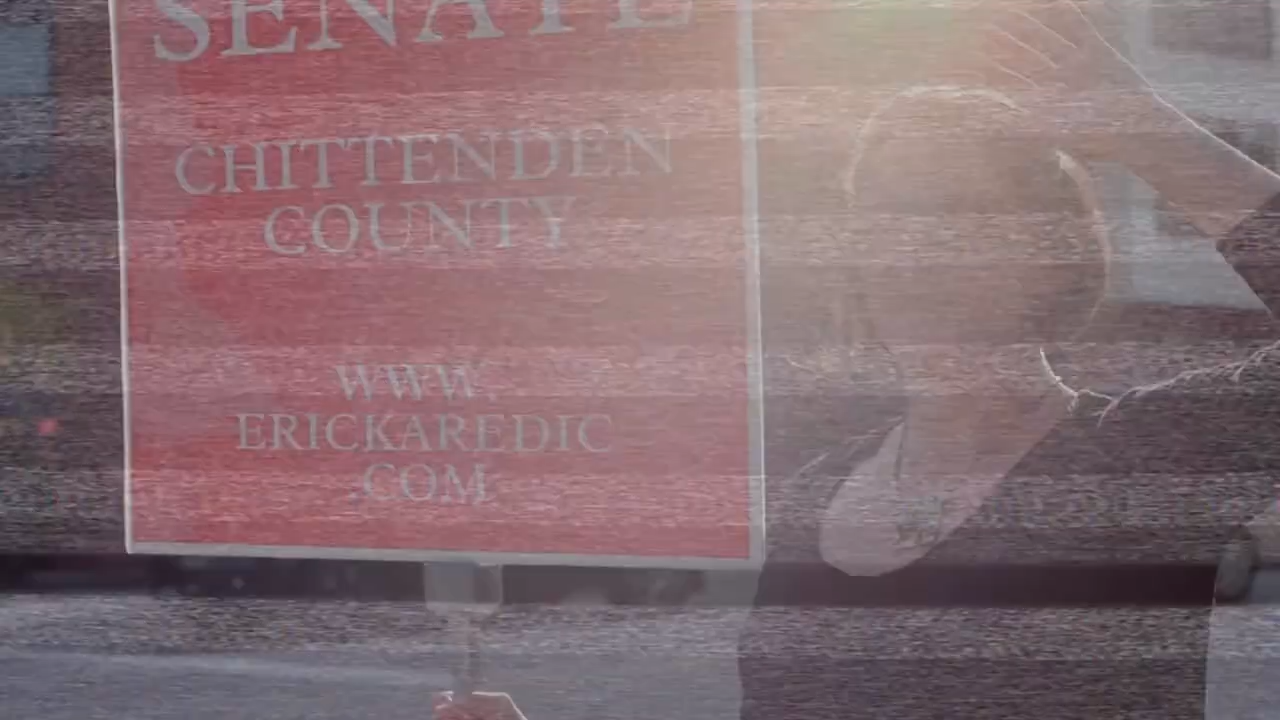 SENATE
CHITTENDEN
COUNTY
WWW.
ERICKAREDIC
.COM